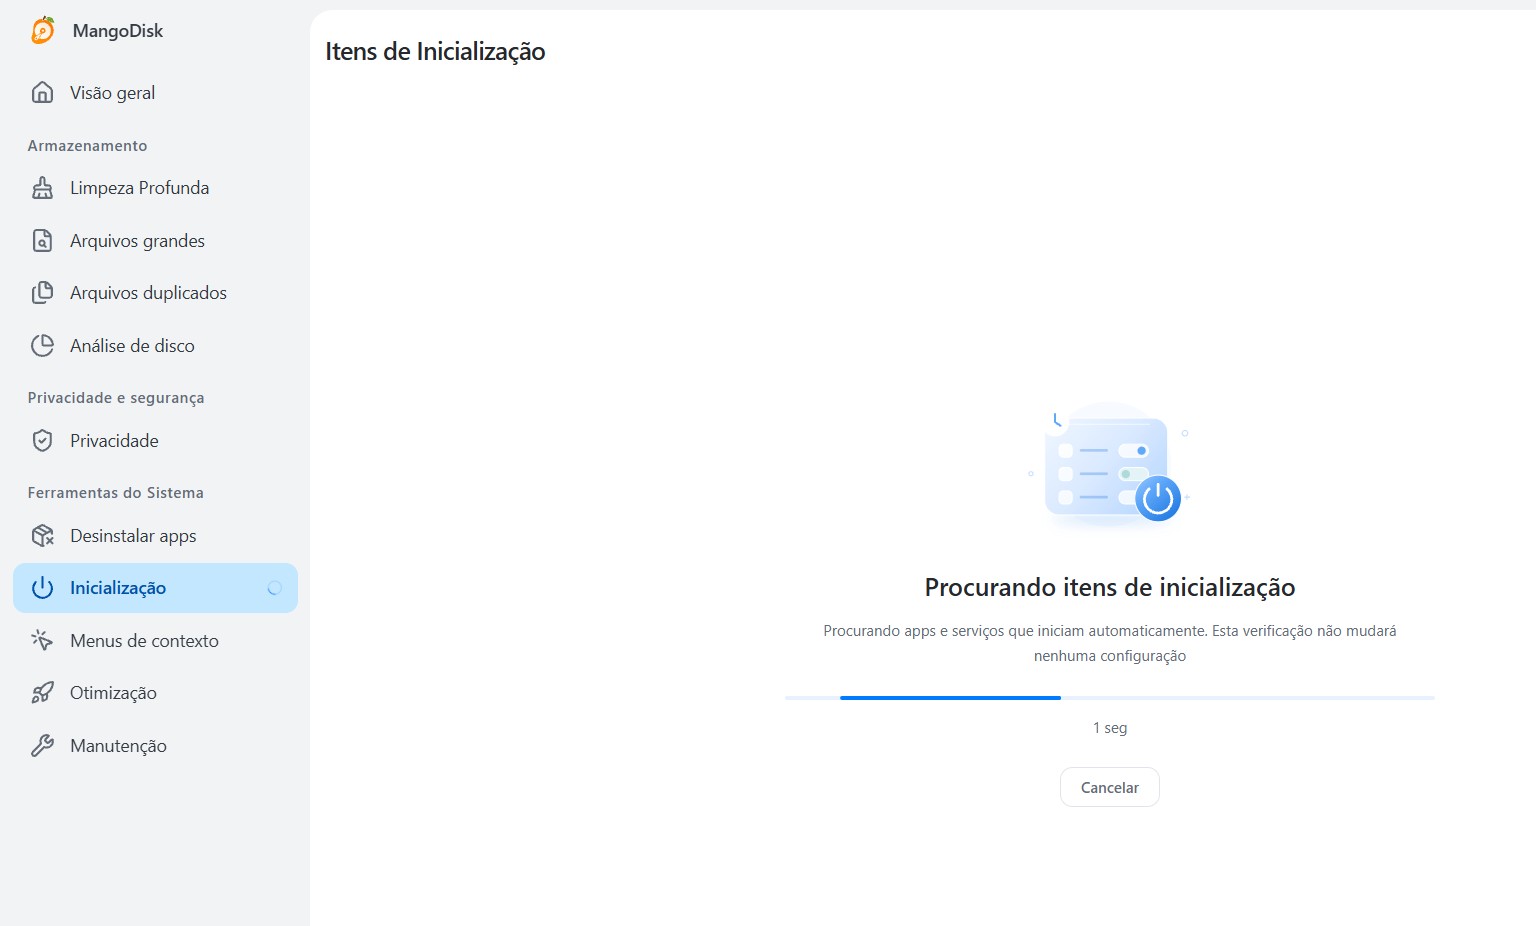 MangoDisk
Visão geral
Armazenamento
Limpeza Profunda
Arquivos grandes
Arquivos duplicados
Análise de disco
Privacidade e segurança
Privacidade
Ferramentas do Sistema
Desinstalar apps
Inicialização
Menus de contexto
Otimização
Manutenção
Itens de Inicialização
Procurando itens de inicialização
Procurando apps e serviços que iniciam automaticamente. Esta verificação não mudará
nenhuma configuração
1 seg
Cancelar